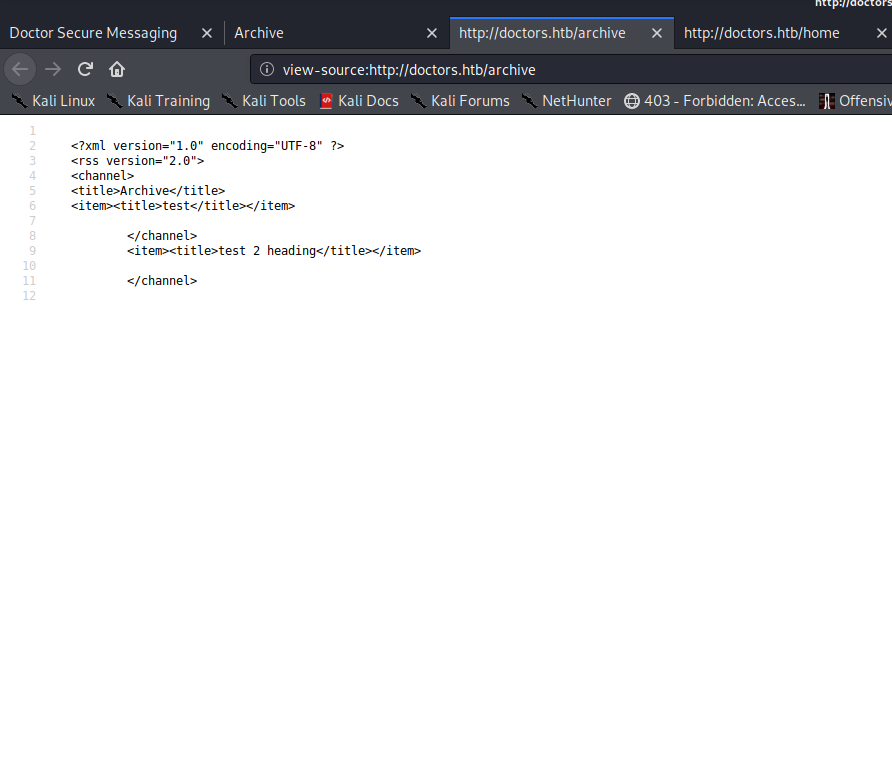 http://doctors
Doctor Secure Messaging × Archive × http://doctors.htb/archive × http://doctors.htb/home ×
view-source:http://doctors.htb/archive
Kali Linux Kali Training Kali Tools Kali Docs Kali Forums NetHunter 403 - Forbidden: Acces... Offensiv
1
2 <?xml version="1.0" encoding="UTF-8" ?>
3 <rss version="2.0">
4 <channel>
5 <title>Archive</title>
6 <item><title>test</title></item>
7
8 </channel>
9 <item><title>test 2 heading</title></item>
10
11 </channel>
12